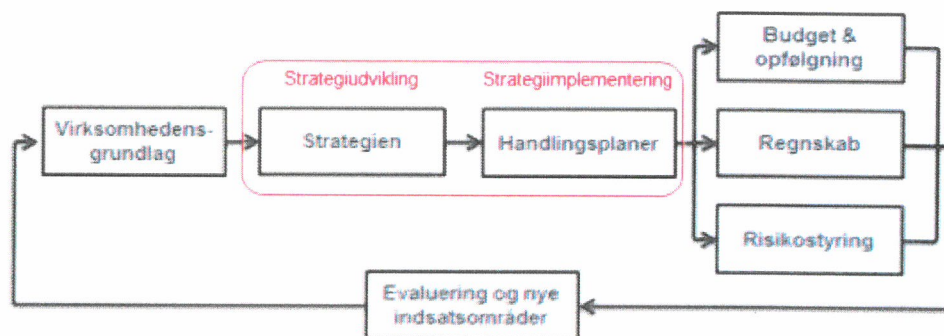 Budget &
opfølgning
Strategiudvikling
Strategiimplementering
Virksomhedens-
grundlag
Strategien
Handlingsplaner
Regnskab
Risikostyring
Evaluering og nye
indsatsområder